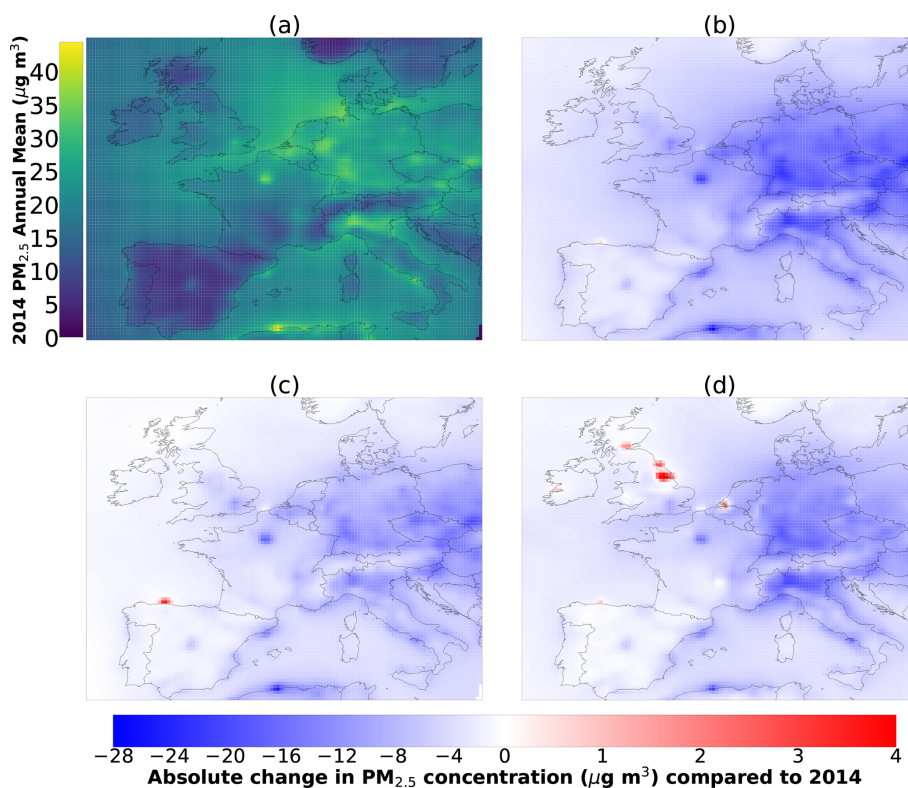 (a)
(b)
2014 PM2.5 Annual Mean (μg m3)
40
35
30
25
20
15
10
5
0
(c)
(d)
−28 −24 −20 −16 −12 −8 −4 0 1 2 3 4
Absolute change in PM2.5 concentration (μg m3) compared to 2014